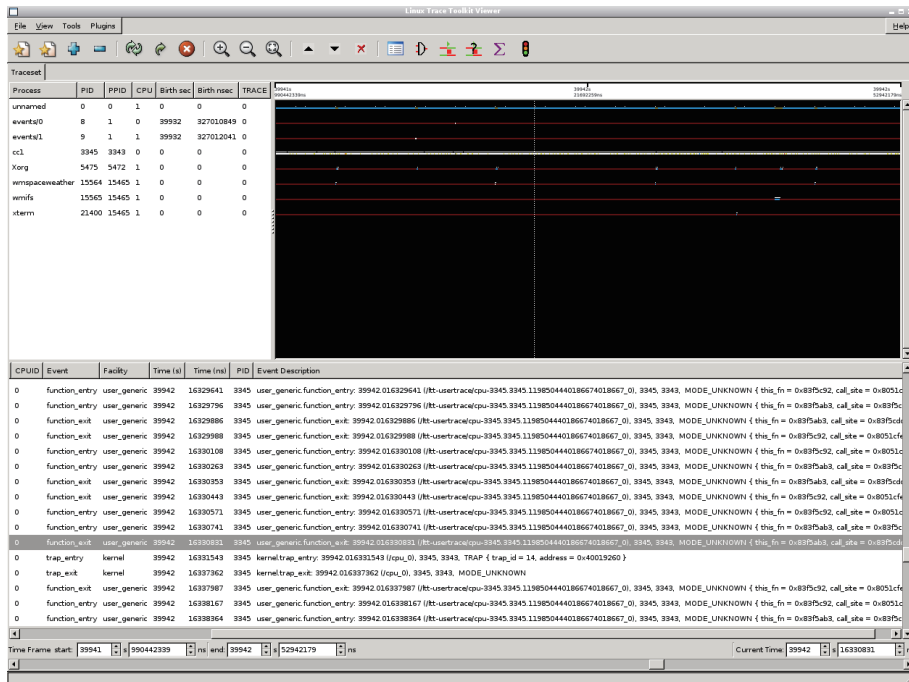 Linux Trace Toolkit Viewer
File View Tools Plugins Help
Traceset
Process PID PPID CPU Birth sec Birth nsec TRACE
39941s 39942s 39942s
990442339ns 21692259ns 52942179ns
unnamed 0 0 1 0 0 0
events/0 8 1 0 39932 327010849 0
events/1 9 1 1 39932 327012041 0
cc1 3345 3343 0 0 0 0
Xorg 5475 5472 1 0 0 0
wmspaceweather 15564 15465 1 0 0 0
wmifs 15565 15465 1 0 0 0
xterm 21400 15465 1 0 0 0
CPUID Event Facility Time (s) Time (ns) PID Event Description
0 function_entry user_generic 39942 16329641 3345 user_generic.function_entry: 39942.016329641 (/ltt-usertrace/cpu-3345.3345.1198504440186674018667_0), 3345, 3343, MODE_UNKNOWN { this_fn = 0x83f5c92, call_site = 0x8051c
0 function_entry user_generic 39942 16329796 3345 user_generic.function_entry: 39942.016329796 (/ltt-usertrace/cpu-3345.3345.1198504440186674018667_0), 3345, 3343, MODE_UNKNOWN { this_fn = 0x83f5ab3, call_site = 0x83f5c
0 function_exit user_generic 39942 16329886 3345 user_generic.function_exit: 39942.016329886 (/ltt-usertrace/cpu-3345.3345.1198504440186674018667_0), 3345, 3343, MODE_UNKNOWN { this_fn = 0x83f5ab3, call_site = 0x83f5cd
0 function_exit user_generic 39942 16329988 3345 user_generic.function_exit: 39942.016329988 (/ltt-usertrace/cpu-3345.3345.1198504440186674018667_0), 3345, 3343, MODE_UNKNOWN { this_fn = 0x83f5c92, call_site = 0x8051cfe
0 function_entry user_generic 39942 16330108 3345 user_generic.function_entry: 39942.016330108 (/ltt-usertrace/cpu-3345.3345.1198504440186674018667_0), 3345, 3343, MODE_UNKNOWN { this_fn = 0x83f5c92, call_site = 0x8051c
0 function_entry user_generic 39942 16330263 3345 user_generic.function_entry: 39942.016330263 (/ltt-usertrace/cpu-3345.3345.1198504440186674018667_0), 3345, 3343, MODE_UNKNOWN { this_fn = 0x83f5ab3, call_site = 0x83f5c
0 function_exit user_generic 39942 16330353 3345 user_generic.function_exit: 39942.016330353 (/ltt-usertrace/cpu-3345.3345.1198504440186674018667_0), 3345, 3343, MODE_UNKNOWN { this_fn = 0x83f5ab3, call_site = 0x83f5cd
0 function_exit user_generic 39942 16330443 3345 user_generic.function_exit: 39942.016330443 (/ltt-usertrace/cpu-3345.3345.1198504440186674018667_0), 3345, 3343, MODE_UNKNOWN { this_fn = 0x83f5c92, call_site = 0x8051cfe
0 function_entry user_generic 39942 16330571 3345 user_generic.function_entry: 39942.016330571 (/ltt-usertrace/cpu-3345.3345.1198504440186674018667_0), 3345, 3343, MODE_UNKNOWN { this_fn = 0x83f5c92, call_site = 0x8051c
0 function_entry user_generic 39942 16330741 3345 user_generic.function_entry: 39942.016330741 (/ltt-usertrace/cpu-3345.3345.1198504440186674018667_0), 3345, 3343, MODE_UNKNOWN { this_fn = 0x83f5ab3, call_site = 0x83f5c
0 function_exit user_generic 39942 16330831 3345 user_generic.function_exit: 39942.016330831 (/ltt-usertrace/cpu-3345.3345.1198504440186674018667_0), 3345, 3343, MODE_UNKNOWN { this_fn = 0x83f5ab3, call_site = 0x83f5cd
0 trap_entry kernel 39942 16331543 3345 kernel.trap_entry: 39942.016331543 (/cpu_0), 3345, 3343, TRAP { trap_id = 14, address = 0x40019260 }
0 trap_exit kernel 39942 16337362 3345 kernel.trap_exit: 39942.016337362 (/cpu_0), 3345, 3343, MODE_UNKNOWN
0 function_exit user_generic 39942 16337987 3345 user_generic.function_exit: 39942.016337987 (/ltt-usertrace/cpu-3345.3345.1198504440186674018667_0), 3345, 3343, MODE_UNKNOWN { this_fn = 0x83f5c92, call_site = 0x8051cfe
0 function_entry user_generic 39942 16338167 3345 user_generic.function_entry: 39942.016338167 (/ltt-usertrace/cpu-3345.3345.1198504440186674018667_0), 3345, 3343, MODE_UNKNOWN { this_fn = 0x83f5c92, call_site = 0x8051c
0 function_entry user_generic 39942 16338364 3345 user_generic.function_entry: 39942.016338364 (/ltt-usertrace/cpu-3345.3345.1198504440186674018667_0), 3345, 3343, MODE_UNKNOWN { this_fn = 0x83f5ab3, call_site = 0x83f5c
Time Frame start: 39941 s 990442339 ns end: 39942 s 52942179 ns Current Time: 39942 s 16330831